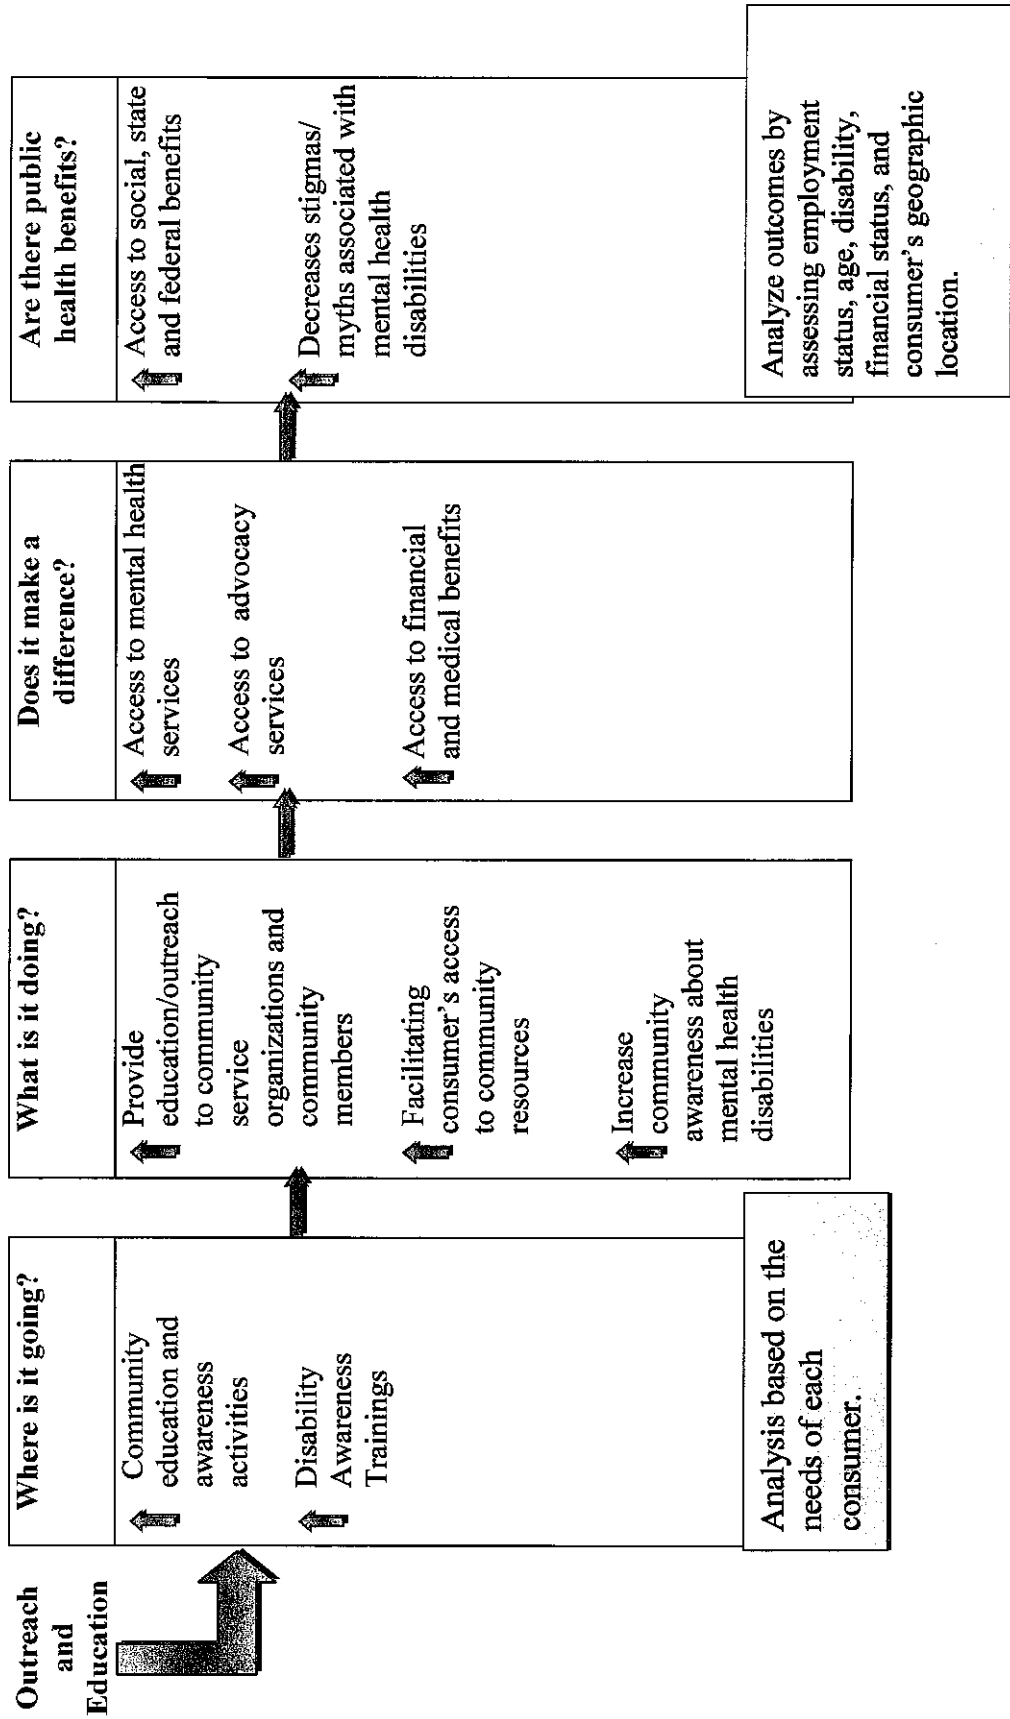 Outreach
and
Education
Where is it going?
Community
education and
awareness
activities
Disability
Awareness
Trainings
Analysis based on the
needs of each
consumer.
What is it doing?
Provide
education/outreach
to community
service
organizations and
community
members
Facilitating
consumer's access
to community
resources
Increase
community
awareness about
mental health
disabilities
Does it make a
difference?
Access to mental health
services
Access to advocacy
services
Access to financial
and medical benefits
Are there public
health benefits?
Access to social, state
and federal benefits
Decreases stigmas/
myths associated with
mental health
disabilities
Analyze outcomes by
assessing employment
status, age, disability,
financial status, and
consumer's geographic
location.